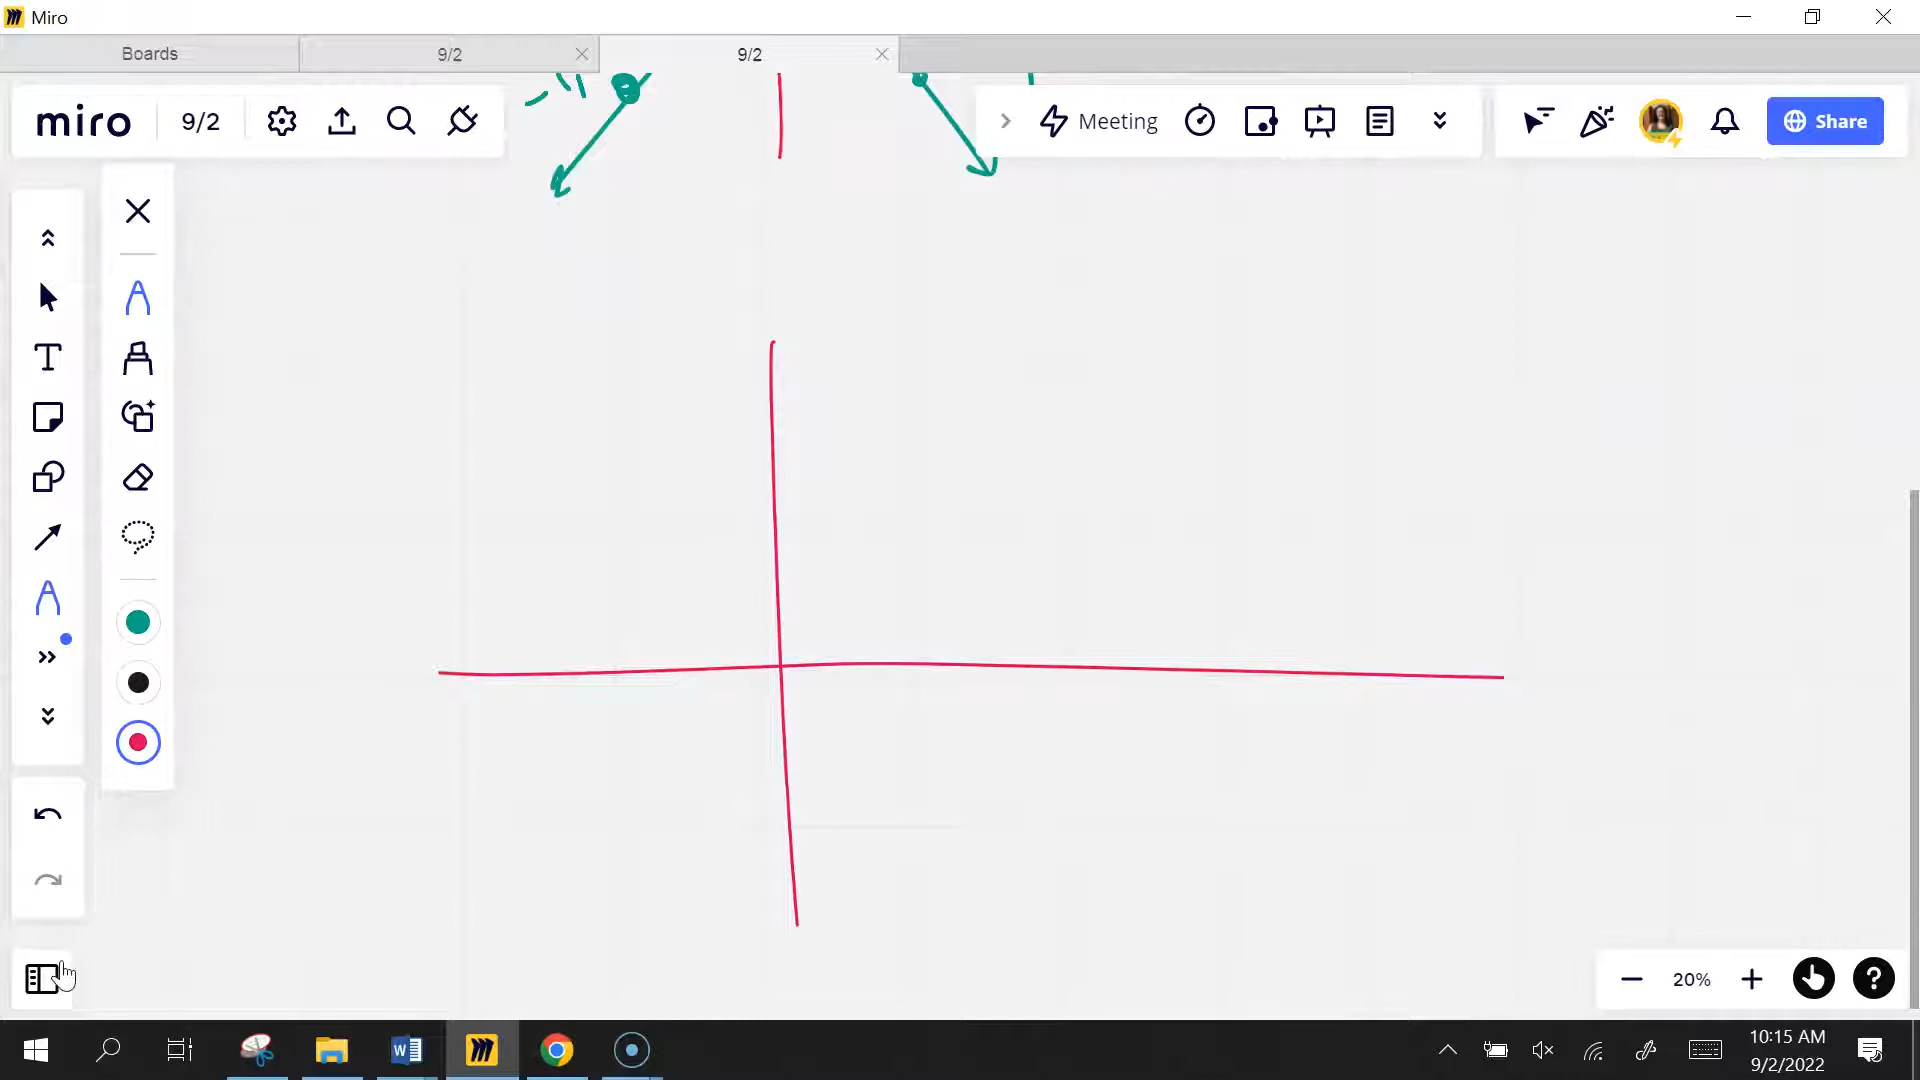 Miro
Boards
9/2
9/2
miro
9/2
Meeting
Share
20%
?
10:15 AM
9/2/2022